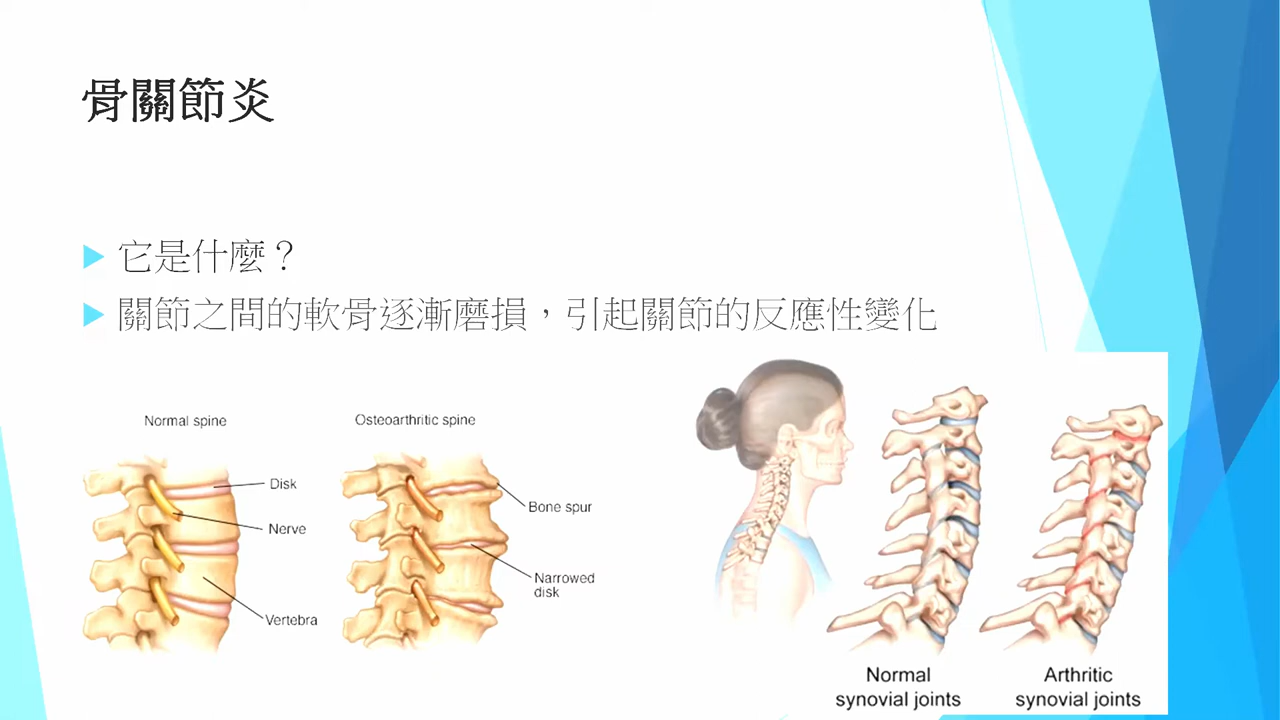 骨關節炎
它是什麼？
關節之間的軟骨逐漸磨損，引起關節的反應性變化
Normal spine
Disk
Nerve
Vertebra
Osteoarthritic spine
Bone spur
Narrowed
disk
Normal
synovial joints
Arthritic
synovial joints